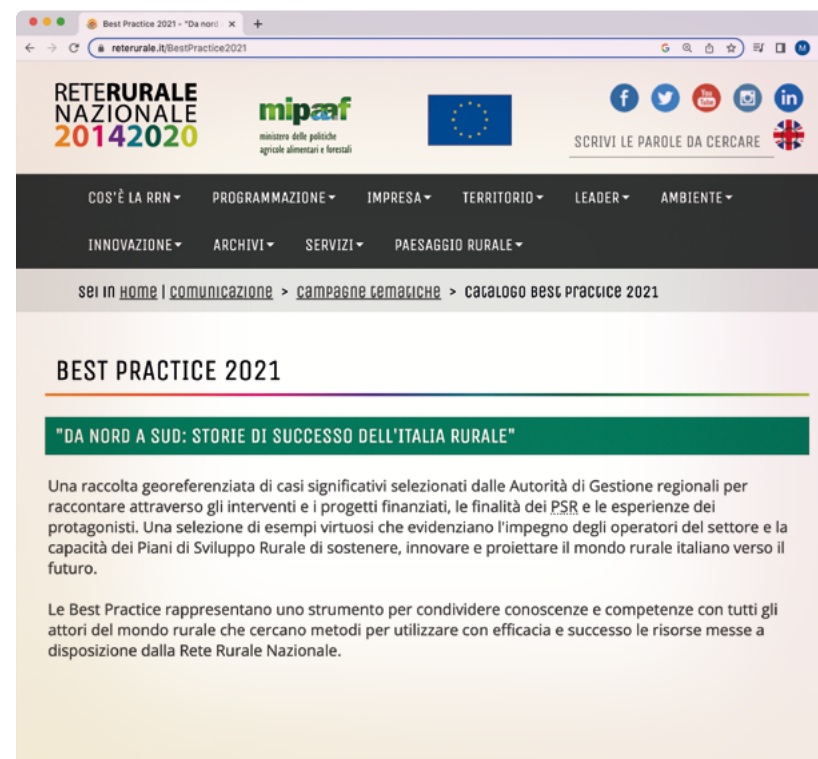 Best Practice 2021 - "Da nord
reterurale.it/BestPractice2021
RETERURALE
NAZIONALE
20142020
mipaaf
ministero delle politiche
agricole alimentari e forestali
You
Tube
in
SCRIVI LE PAROLE DA CERCARE
COS'È LA RRN PROGRAMMAZIONE IMPRESA TERRITORIO LEADER AMBIENTE
INNOVAZIONE ARCHIVI SERVIZI PAESAGGIO RURALE
sei in Home | comunicazione > campagne tematiche > catalogo Best Practice 2021
BEST PRACTICE 2021
"DA NORD A SUD: STORIE DI SUCCESSO DELL'ITALIA RURALE"
Una raccolta georeferenziata di casi significativi selezionati dalle Autorità di Gestione regionali per
raccontare attraverso gli interventi e i progetti finanziati, le finalità dei PSR e le esperienze dei
protagonisti. Una selezione di esempi virtuosi che evidenziano l'impegno degli operatori del settore e la
capacità dei Piani di Sviluppo Rurale di sostenere, innovare e proiettare il mondo rurale italiano verso il
futuro.
Le Best Practice rappresentano uno strumento per condividere conoscenze e competenze con tutti gli
attori del mondo rurale che cercano metodi per utilizzare con efficacia e successo le risorse messe a
disposizione dalla Rete Rurale Nazionale.